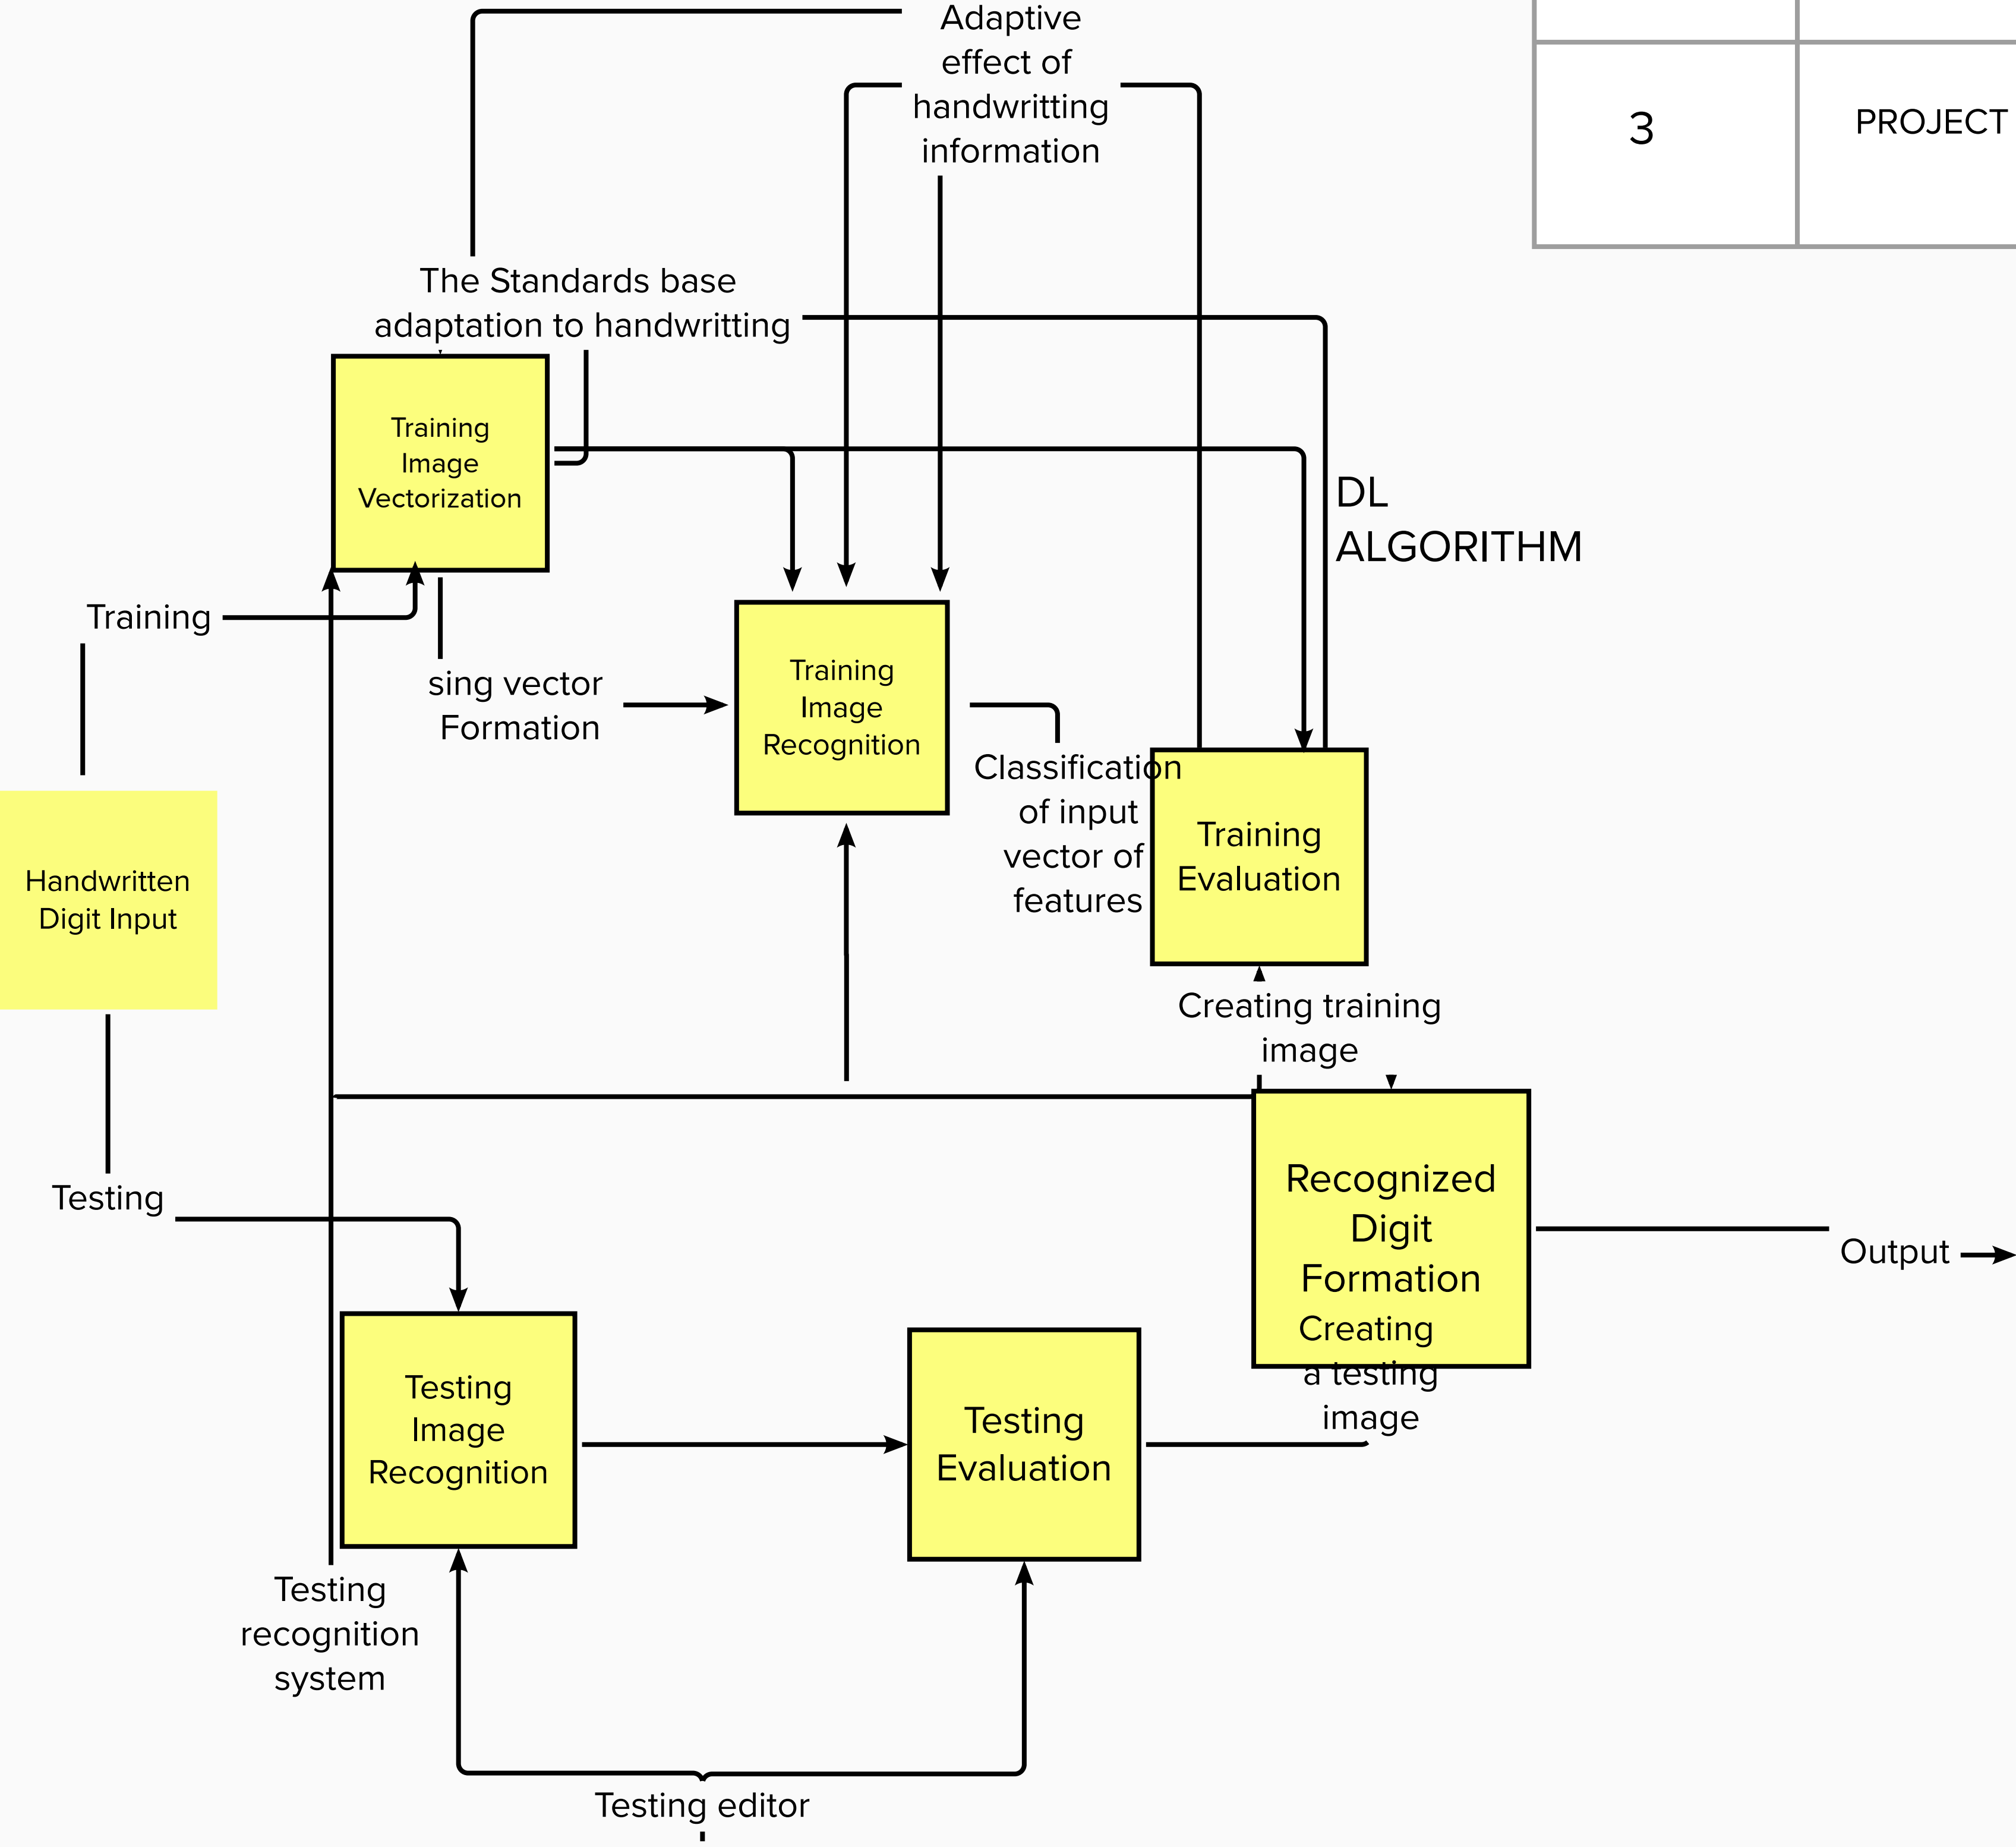 Adaptive
effect of
handwritting
information
3
PROJECT
The Standards base
adaptation to handwritting
Training
Image
Vectorization
DL
ALGORITHM
Training
sing vector
Formation
Training
Image
Recognition
Classification
of input
vector of
features
Training
Evaluation
Handwritten
Digit Input
Creating training
image
Testing
Recognized
Digit
Formation
Creating
a testing
image
Output
Testing
Image
Recognition
Testing
Evaluation
Testing
recognition
system
Testing editor